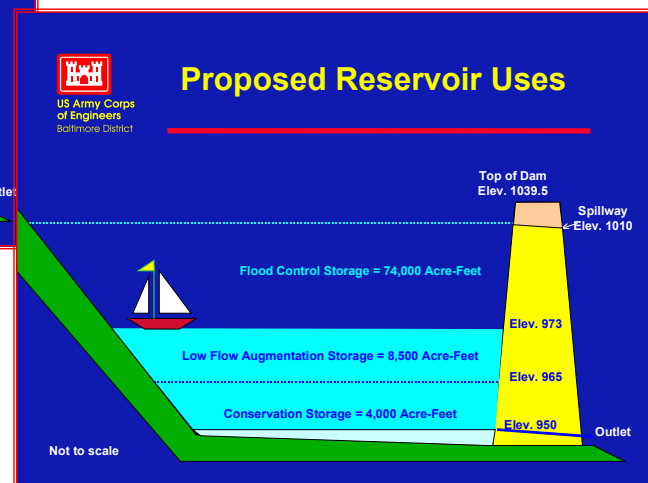 Proposed Reservoir Uses
US Army Corps
of Engineers
Baltimore District
Top of Dam
Elev. 1039.5
Spillway
Elev. 1010
Flood Control Storage = 74,000 Acre-Feet
Elev. 973
Low Flow Augmentation Storage = 8,500 Acre-Feet
Elev. 965
Conservation Storage = 4,000 Acre-Feet
Elev. 950
Outlet
Not to scale